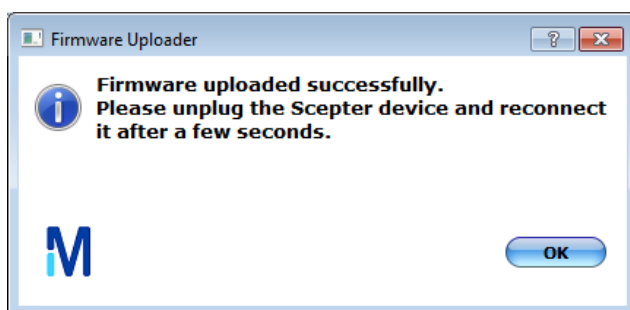 Firmware Uploader
Firmware uploaded successfully.
Please unplug the Scepter device and reconnect
it after a few seconds.
M
OK